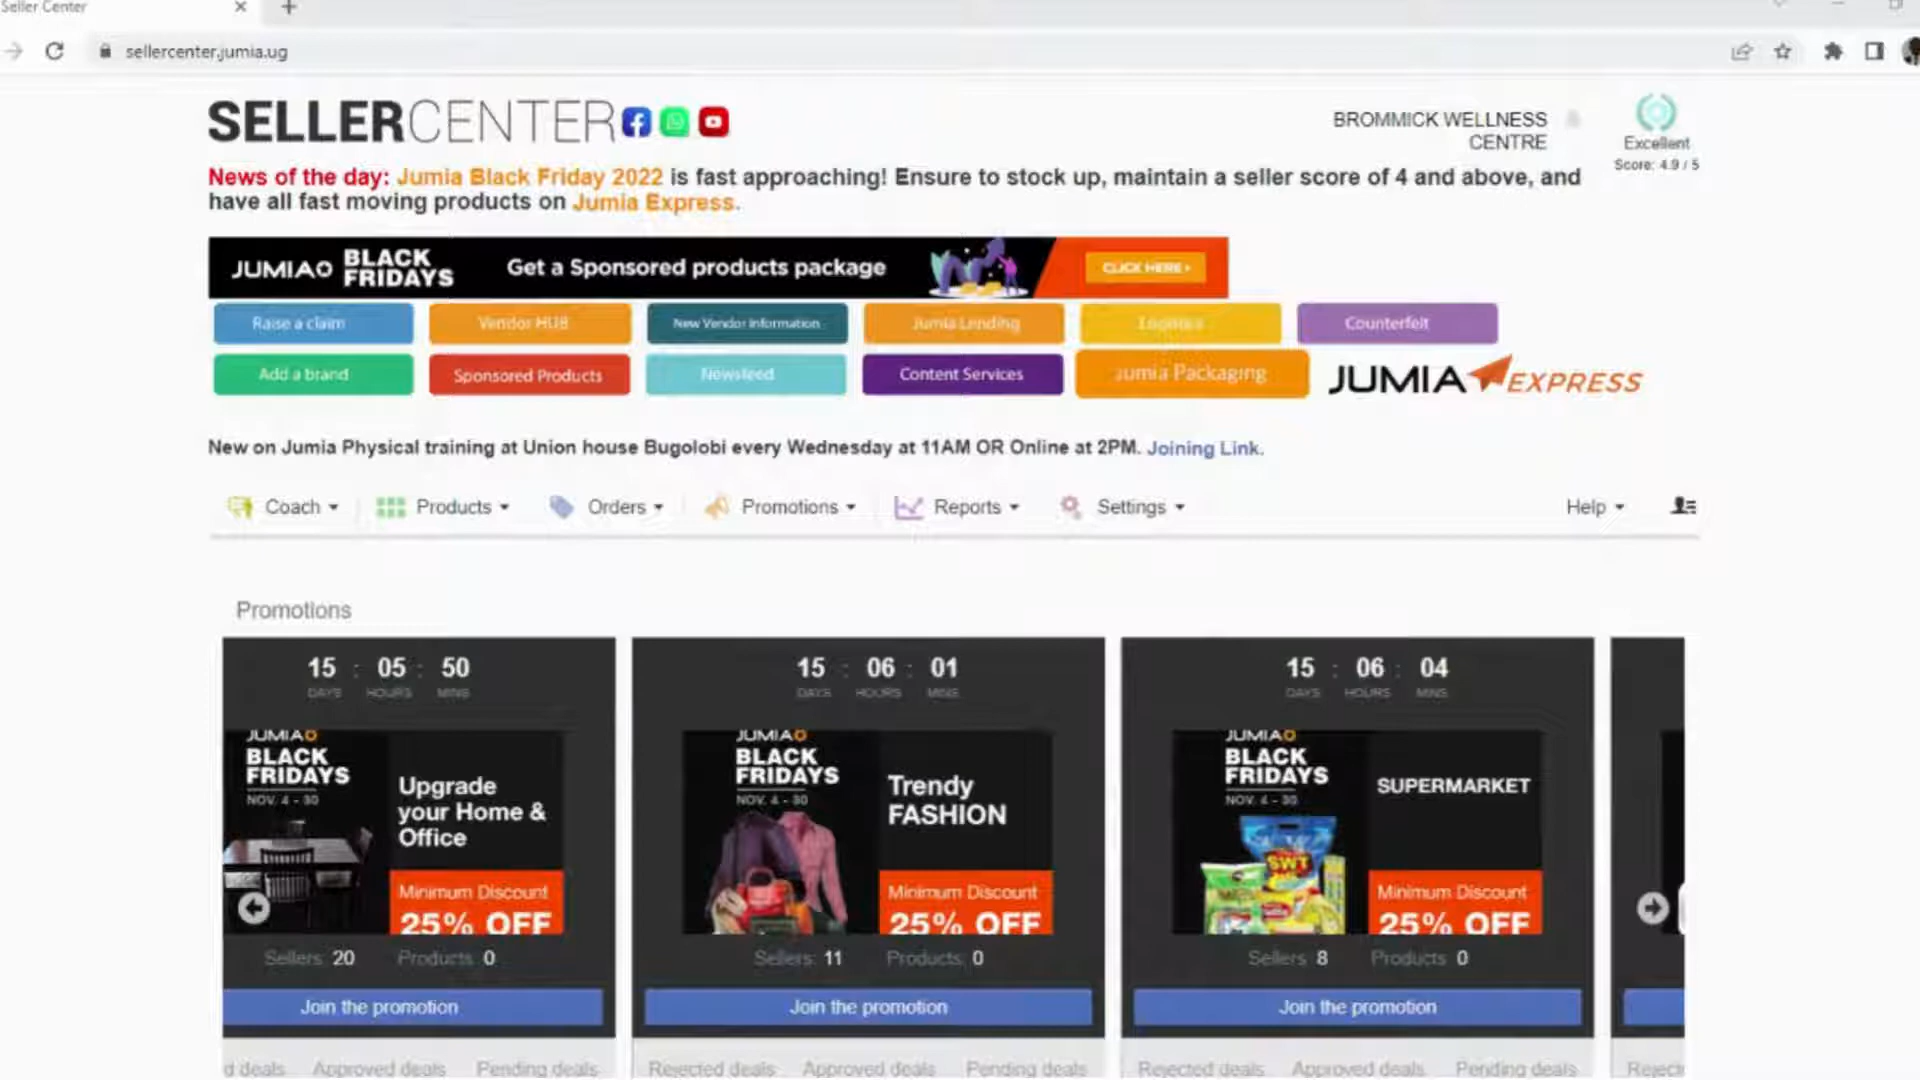 Seller Center
sellercenter.jumia.ug
SELLERCENTER
BROMMICK WELLNESS
CENTRE
Excellent
Score: 4.9 / 5
News of the day: Jumia Black Friday 2022 is fast approaching! Ensure to stock up, maintain a seller score of 4 and above, and
have all fast moving products on Jumia Express.
JUMIA BLACK FRIDAYS Get a Sponsored products package CLICK HERE >
Raise a claim Vendor HUB New Vendor Information Jumia Lending Logistics Counterfeit
Add a brand Sponsored Products Newsfeed Content Services Jumia Packaging JUMIA EXPRESS
New on Jumia Physical training at Union house Bugolobi every Wednesday at 11AM OR Online at 2PM. Joining Link.
Coach Products Orders Promotions Reports Settings Help
Promotions
15 : 05 : 50
DAYS HOURS MINS
JUMIA
BLACK
FRIDAYS
NOV. 4 - 30
Upgrade
your Home &
Office
Minimum Discount
25% OFF
Sellers: 20 Products: 0
Join the promotion
d deals Approved deals Pending deals
15 : 06 : 01
DAYS HOURS MINS
JUMIA
BLACK
FRIDAYS
NOV. 4 - 30
Trendy
FASHION
Minimum Discount
25% OFF
Sellers: 11 Products: 0
Join the promotion
Rejected deals Approved deals Pending deals
15 : 06 : 04
DAYS HOURS MINS
JUMIA
BLACK
FRIDAYS
NOV. 4 - 30
SUPERMARKET
SWT
Minimum Discount
25% OFF
Sellers: 8 Products: 0
Join the promotion
Rejected deals Approved deals Pending deals
Reject